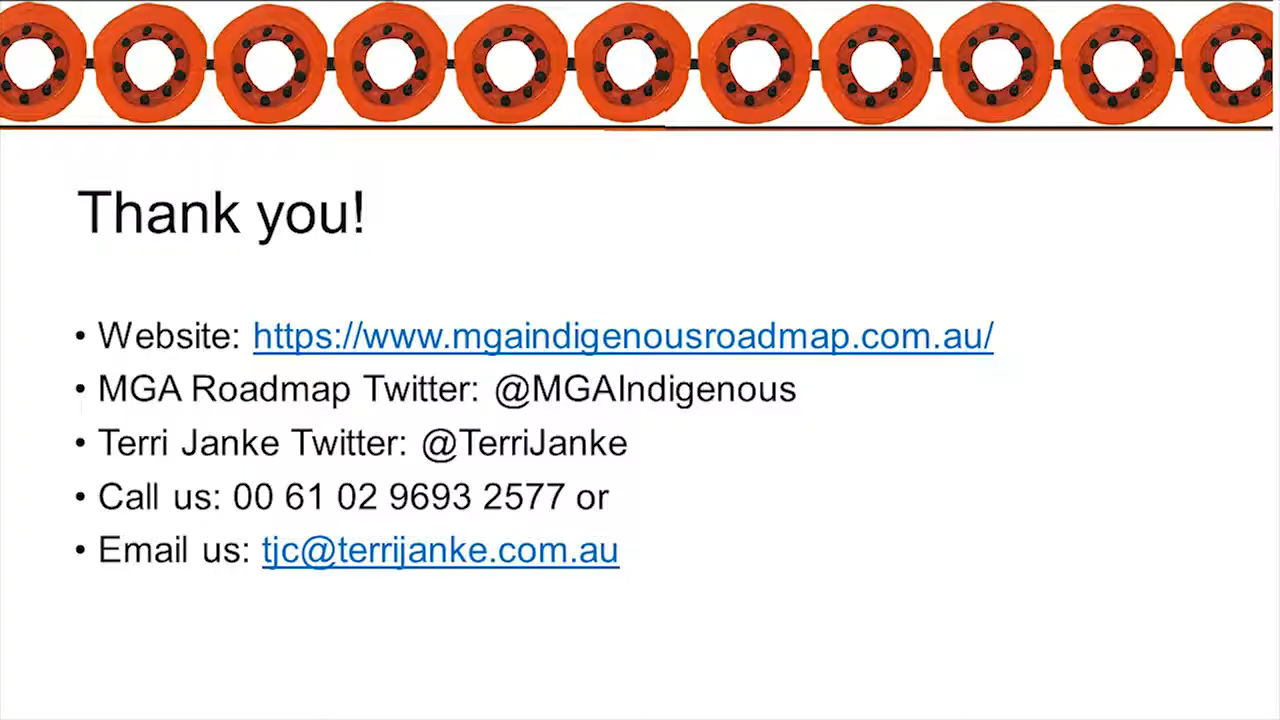 Thank you!
• Website: https://www.mgaindigenousroadmap.com.au/
• MGA Roadmap Twitter: @MGAIndigenous
• Terri Janke Twitter: @TerriJanke
• Call us: 00 61 02 9693 2577 or
• Email us: tjc@terrijanke.com.au